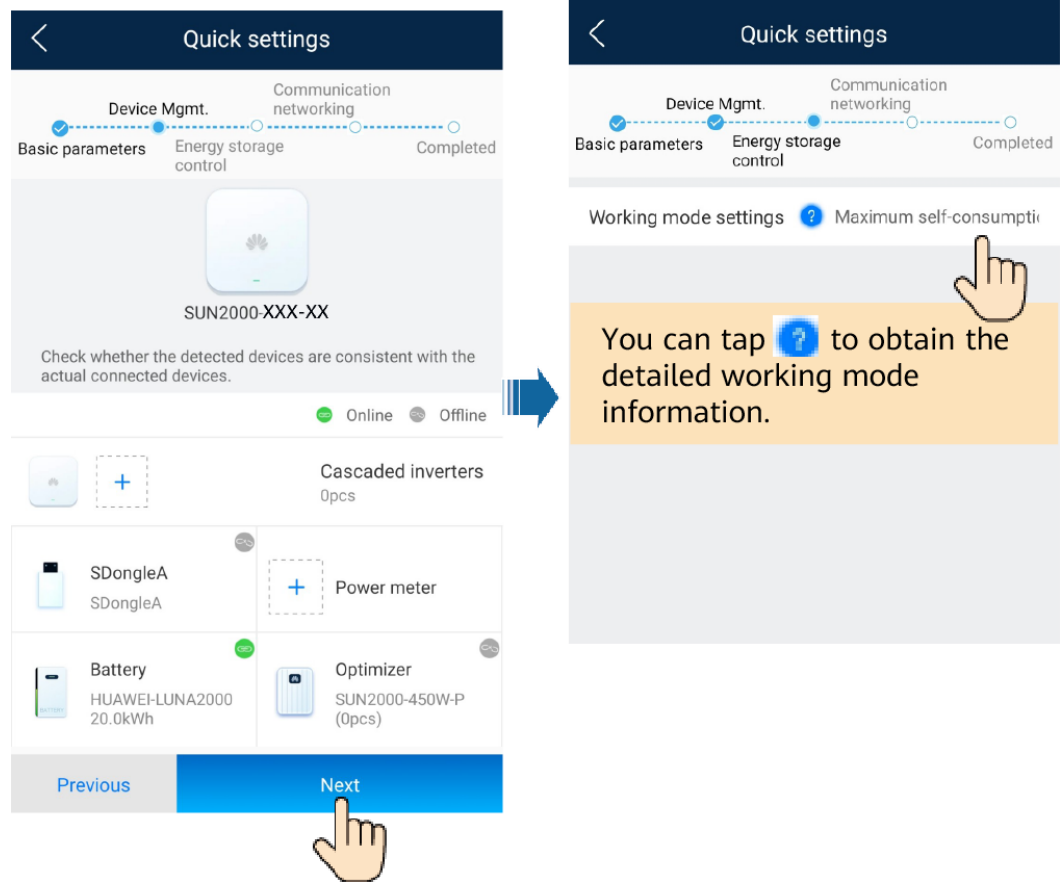 Quick settings
Communication
Device Mgmt.
networking
Basic parameters
Energy storage
Completed
control
SUN2000-XXX-XX
Check whether the detected devices are consistent with the
actual connected devices.
Online
Offline
Cascaded inverters
0pcs
SDongleA
SDongleA
Power meter
Battery
HUAWEI-LUNA2000
20.0kWh
Optimizer
SUN2000-450W-P
(0pcs)
Previous
Next
Quick settings
Communication
Device Mgmt.
networking
Basic parameters
Energy storage
Completed
control
Working mode settings ? Maximum self-consumpti
You can tap ? to obtain the
detailed working mode
information.